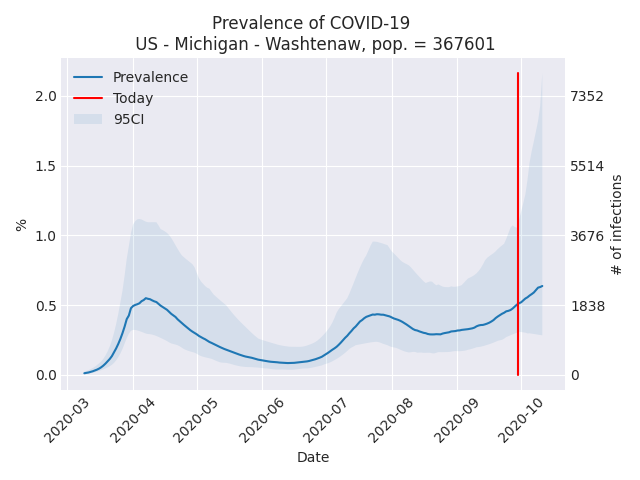 Prevalence of COVID-19
US - Michigan - Washtenaw, pop. = 367601
Prevalence
Today
95CI
2.0
1.5
1.0
0.5
0.0
%
7352
5514
3676
1838
0
# of infections
2020-03
2020-04
2020-05
2020-06
2020-07
2020-08
2020-09
2020-10
Date